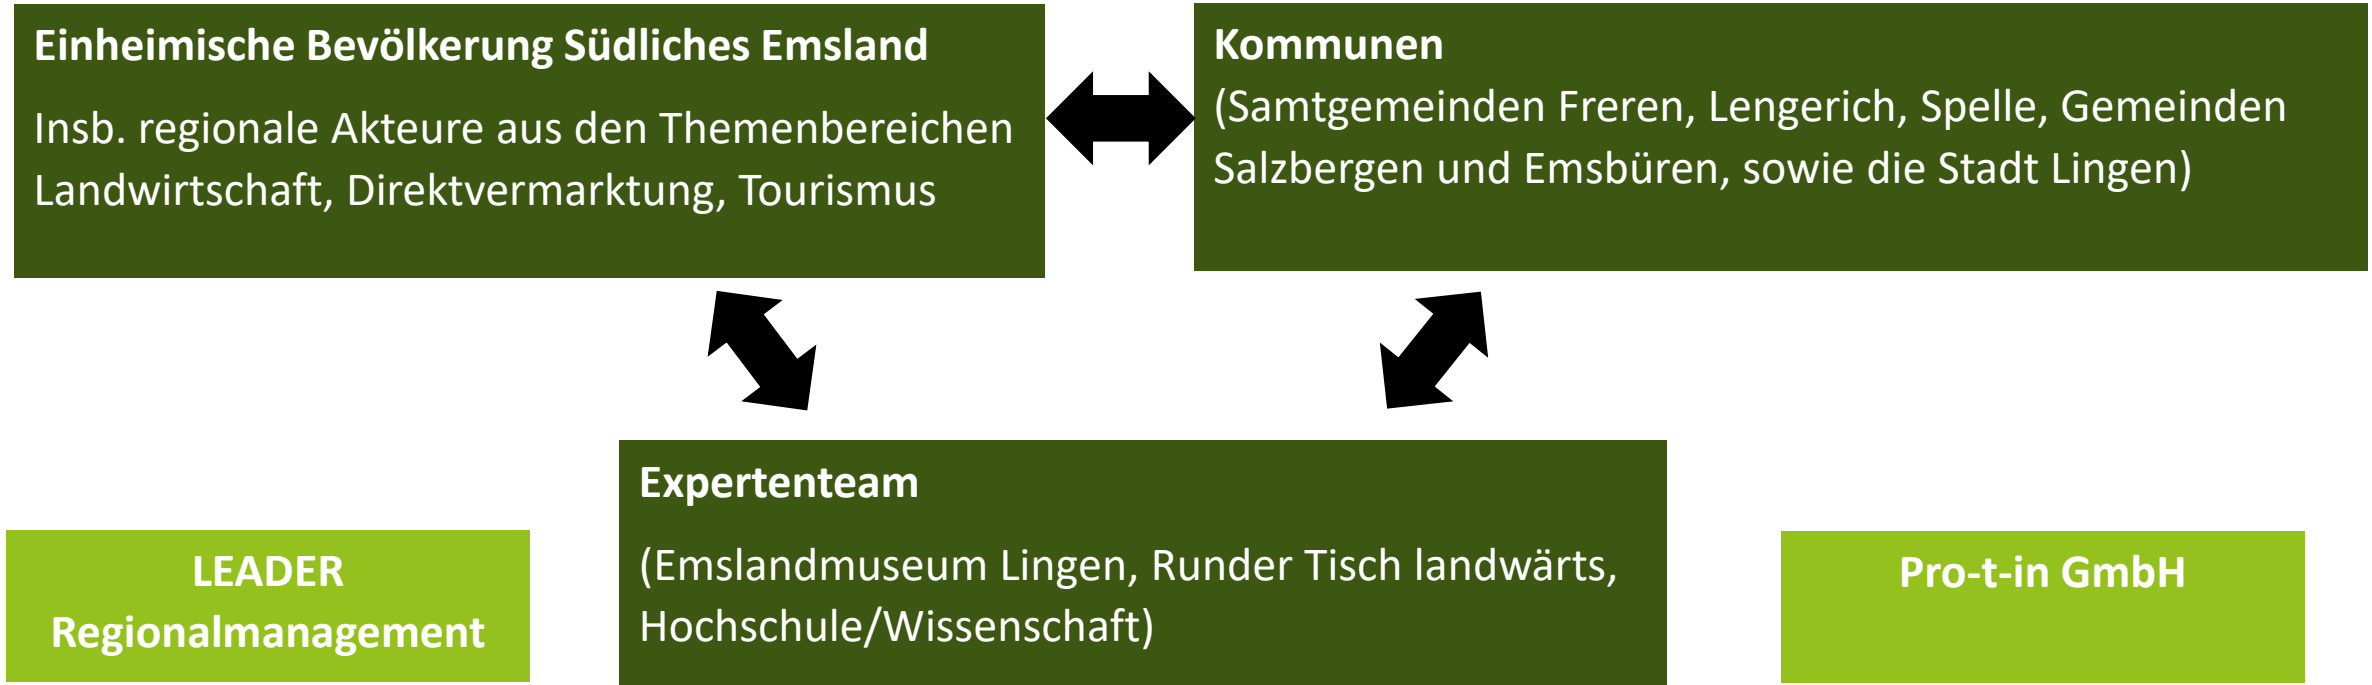 Einheimische Bevölkerung Südliches Emsland
Insb. regionale Akteure aus den Themenbereichen
Landwirtschaft, Direktvermarktung, Tourismus
Kommunen
(Samtgemeinden Freren, Lengerich, Spelle, Gemeinden
Salzbergen und Emsbüren, sowie die Stadt Lingen)
Expertenteam
(Emslandmuseum Lingen, Runder Tisch landwärts,
Hochschule/Wissenschaft)
LEADER
Regionalmanagement
Pro-t-in GmbH